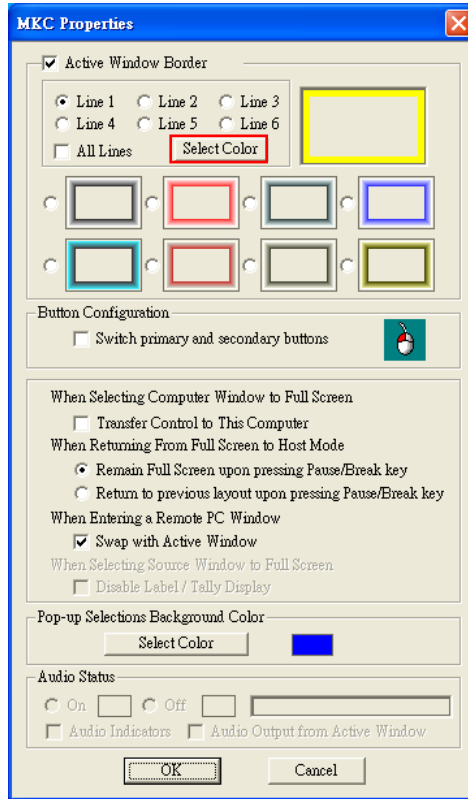 MKC Properties
Active Window Border
Line 1 Line 2 Line 3
Line 4 Line 5 Line 6
All Lines Select Color
Button Configuration
Switch primary and secondary buttons
When Selecting Computer Window to Full Screen
Transfer Control to This Computer
When Returning From Full Screen to Host Mode
Remain Full Screen upon pressing Pause/Break key
Return to previous layout upon pressing Pause/Break key
When Entering a Remote PC Window
Swap with Active Window
When Selecting Source Window to Full Screen
Disable Label / Tally Display
Pop-up Selections Background Color
Select Color
Audio Status
On Off
Audio Indicators Audio Output from Active Window
OK Cancel